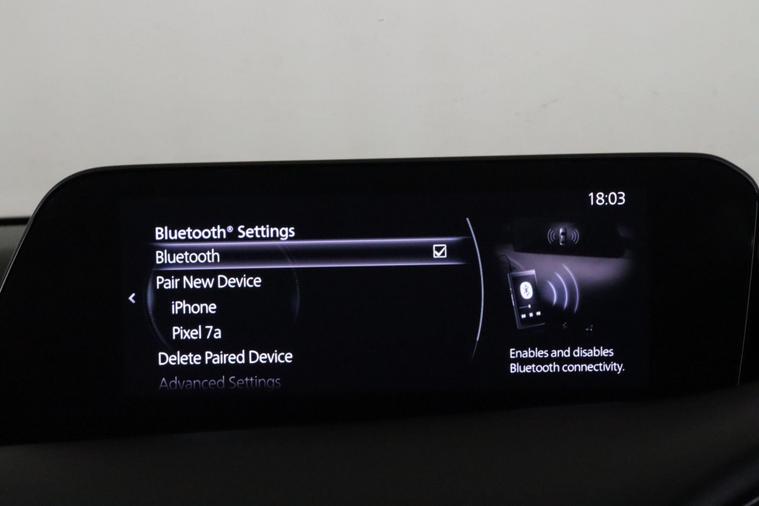 18:03
Bluetooth® Settings
Bluetooth
Pair New Device
iPhone
Pixel 7a
Delete Paired Device
Advanced Settings
Enables and disables
Bluetooth connectivity.